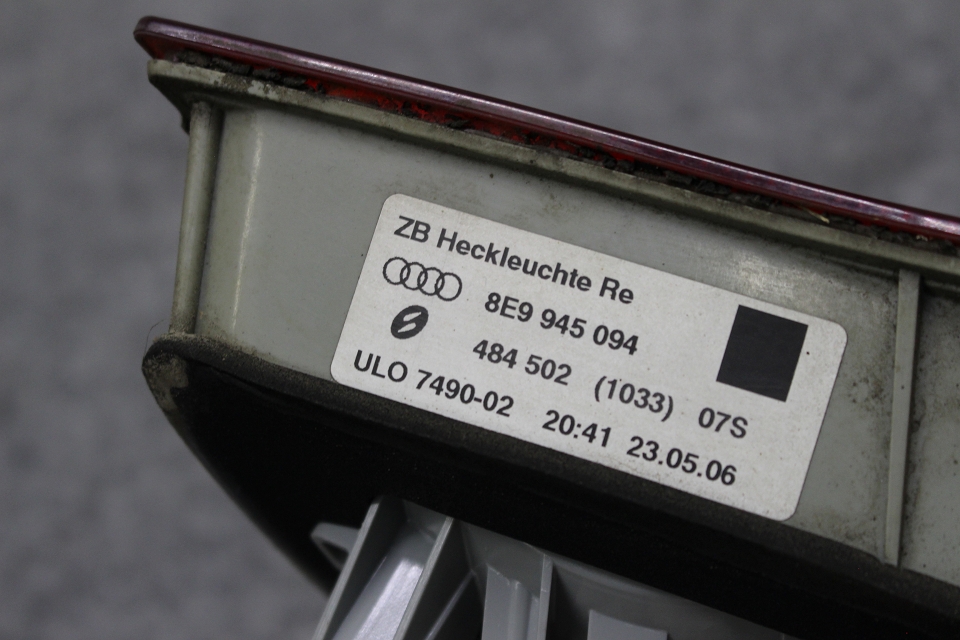 ZB Heckleuchte Re
8E9 945 094
484 502 (1033) 07S
ULO 7490-02 20:41 23.05.06